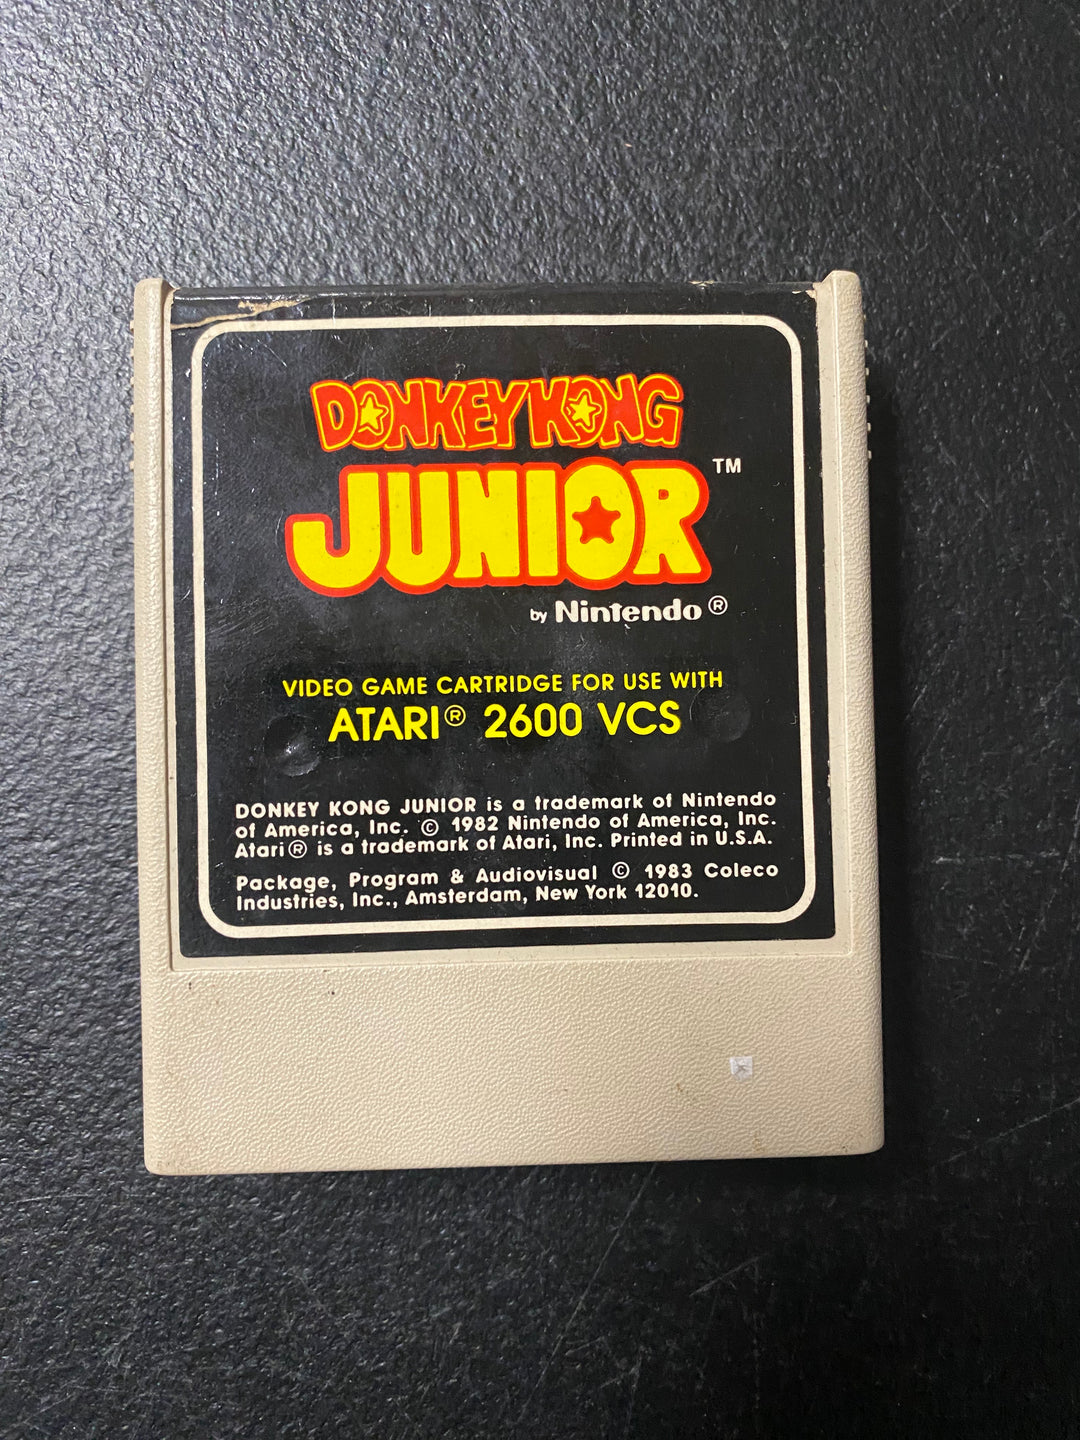 DONKEY KONG
JUNIOR™
by Nintendo®
VIDEO GAME CARTRIDGE FOR USE WITH
ATARI® 2600 VCS
DONKEY KONG JUNIOR is a trademark of Nintendo
of America, Inc. © 1982 Nintendo of America, Inc.
Atari® is a trademark of Atari, Inc. Printed in U.S.A.
Package, Program & Audiovisual © 1983 Coleco
Industries, Inc., Amsterdam, New York 12010.